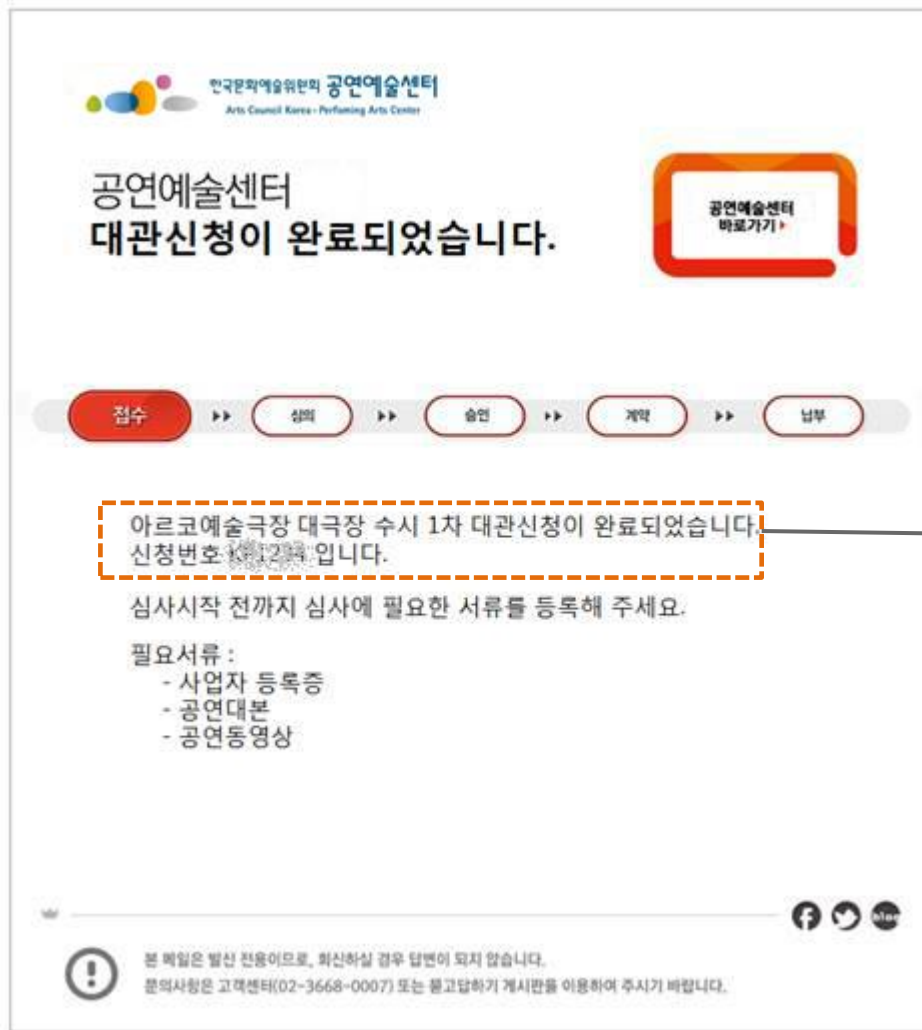 한국문화예술위원회 공연예술센터
Arts Council Korea - Perfoming Arts Center
공연예술센터
대관신청이 완료되었습니다.
공연예술센터
바로가기
접수
심의
승인
계약
납부
아르코예술극장 대극장 수시 1차 대관신청이 완료되었습니다.
신청번호 입니다.
심사시작 전까지 심사에 필요한 서류를 등록해 주세요.
필요서류 :
- 사업자 등록증
- 공연대본
- 공연동영상
blog
본 메일은 발신 전용이므로, 회신하실 경우 답변이 되지 않습니다.
문의사항은 고객센터(02-3668-0007) 또는 묻고답하기 게시판을 이용하여 주시기 바랍니다.